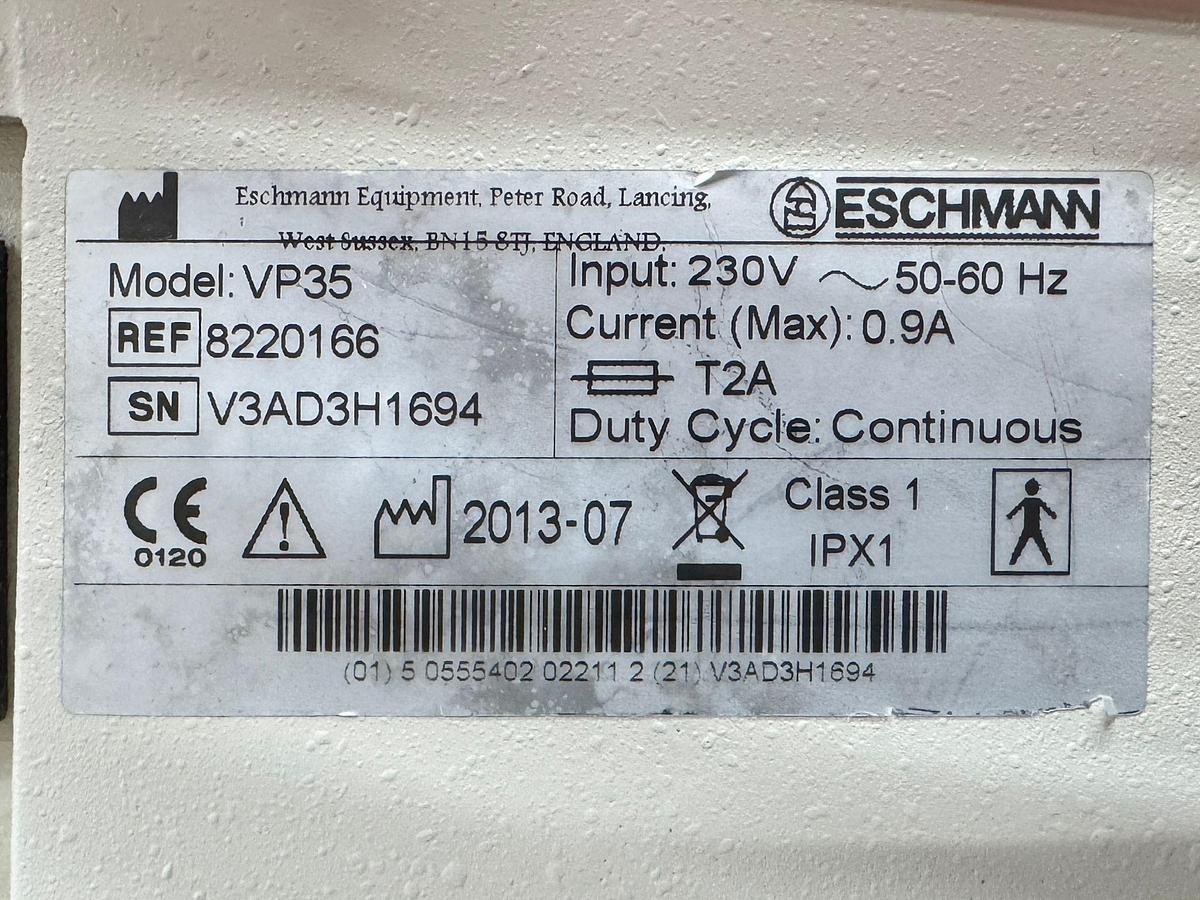 Eschmann Equipment, Peter Road, Lancing,
West Sussex, BN15 8TJ, ENGLAND.
ESCHMANN
Model: VP35
REF 8220166
SN V3AD3H1694
Input: 230V ~ 50-60 Hz
Current (Max): 0.9A
T2A
Duty Cycle: Continuous
CE
0120
2013-07
Class 1
IPX1
(01) 5 0555402 02211 2 (21) V3AD3H1694